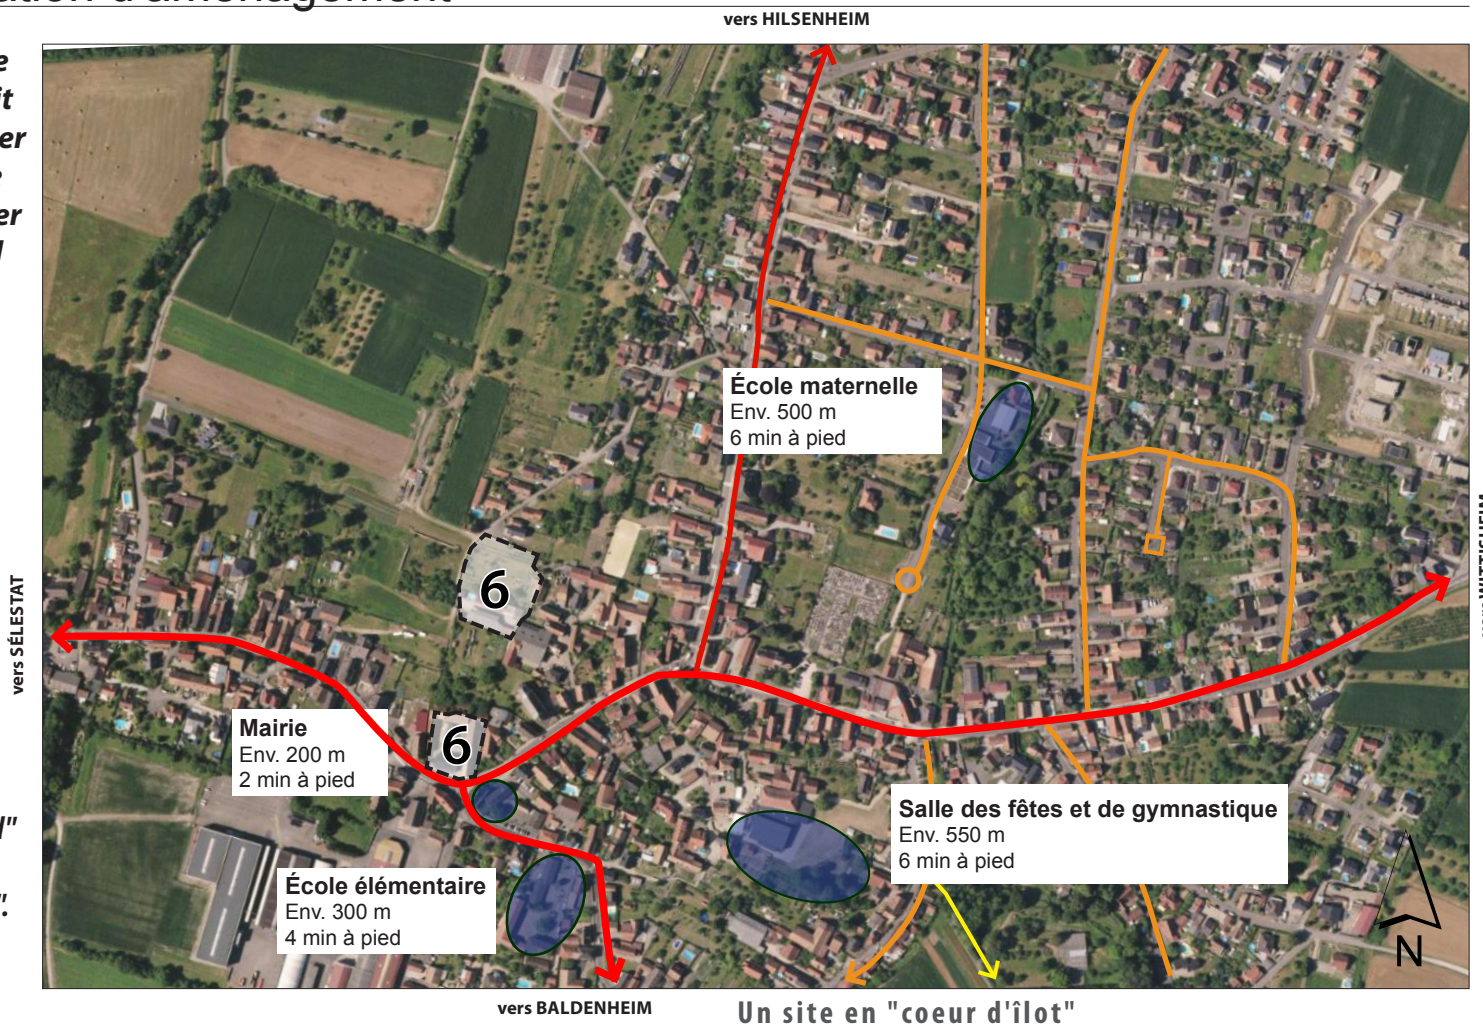 vers HILSENHEIM
École maternelle
Env. 500 m
6 min à pied
6
vers SÉLESTAT
6
Mairie
Env. 200 m
2 min à pied
Salle des fêtes et de gymnastique
Env. 550 m
6 min à pied
École élémentaire
Env. 300 m
4 min à pied
N
vers BALDENHEIM
Un site en "coeur d'îlot"